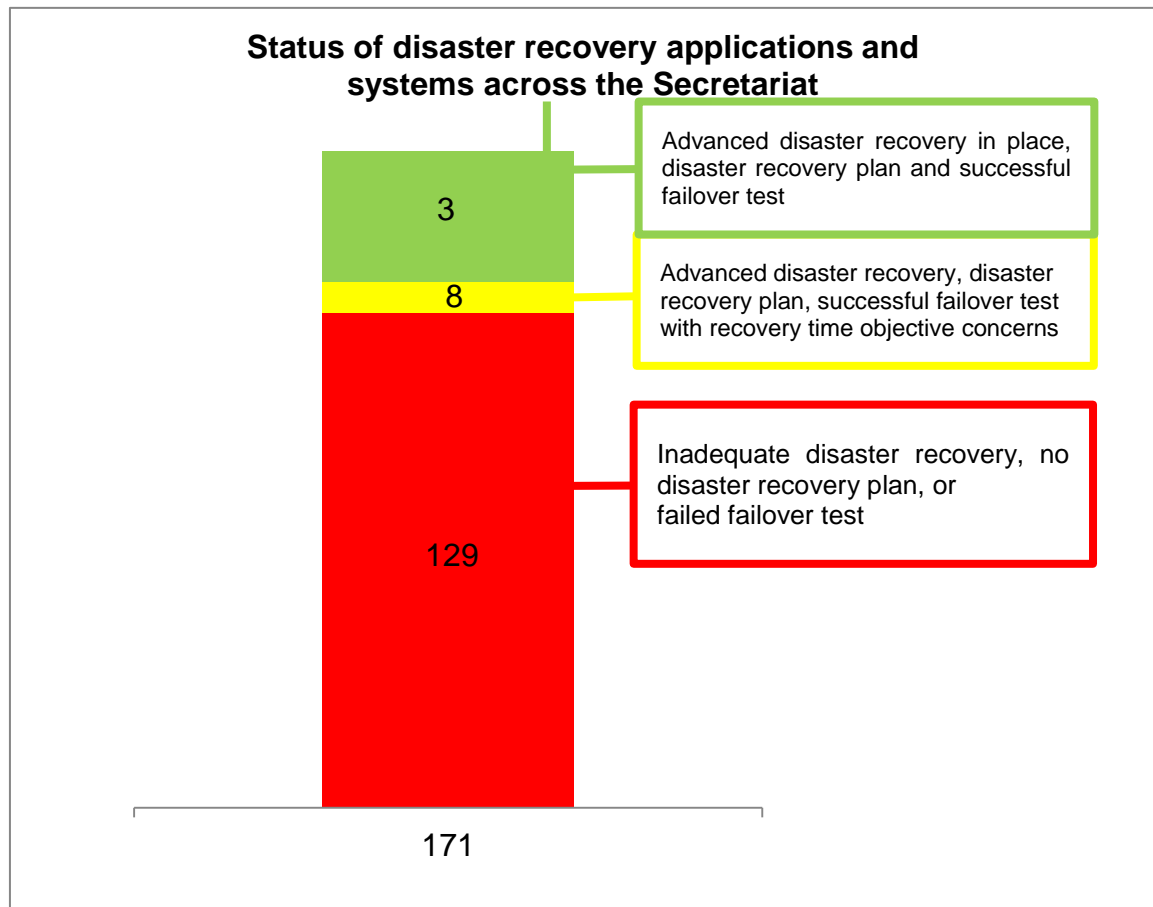 Status of disaster recovery applications and
systems across the Secretariat
Advanced disaster recovery in place,
disaster recovery plan and successful
failover test
3
Advanced disaster recovery, disaster
recovery plan, successful failover test
with recovery time objective concerns
8
Inadequate disaster recovery, no
disaster recovery plan, or
failed failover test
129
171